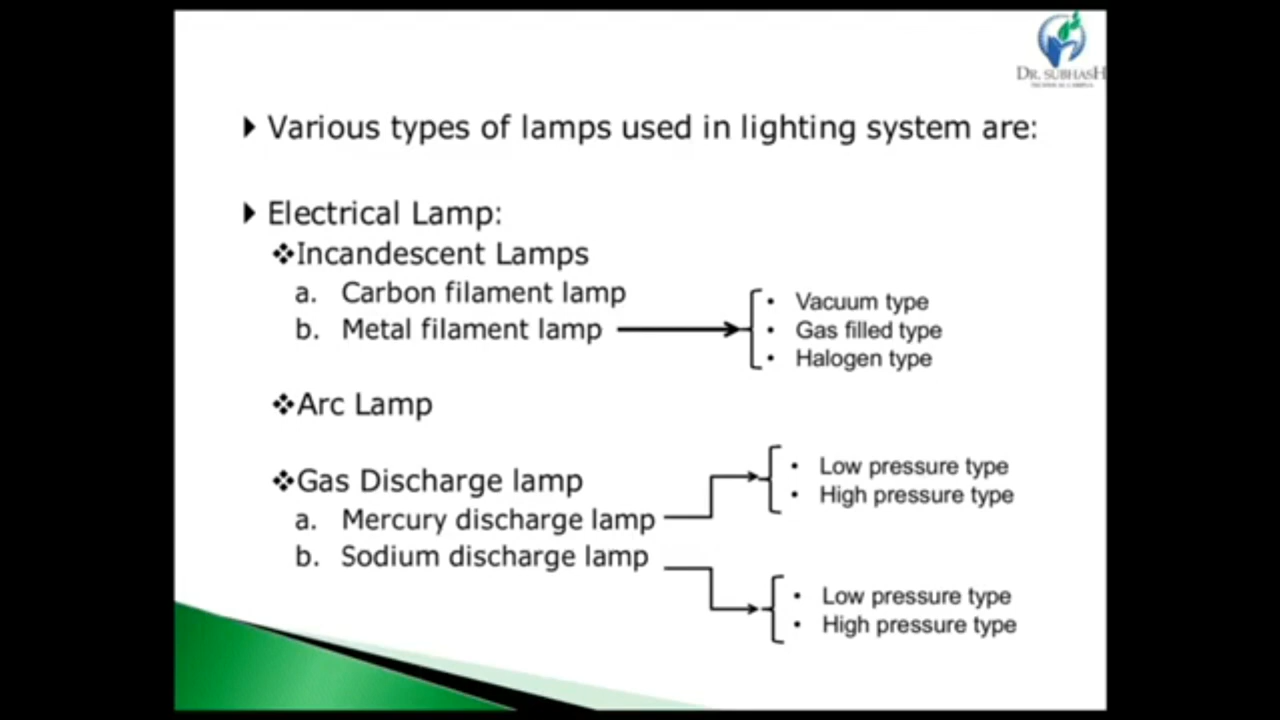 DR. SUBHASH
TECHNICAL CAMPUS
Various types of lamps used in lighting system are:
Electrical Lamp:
Incandescent Lamps
a. Carbon filament lamp
b. Metal filament lamp
• Vacuum type
• Gas filled type
• Halogen type
Arc Lamp
Gas Discharge lamp
a. Mercury discharge lamp
b. Sodium discharge lamp
• Low pressure type
• High pressure type
• Low pressure type
• High pressure type